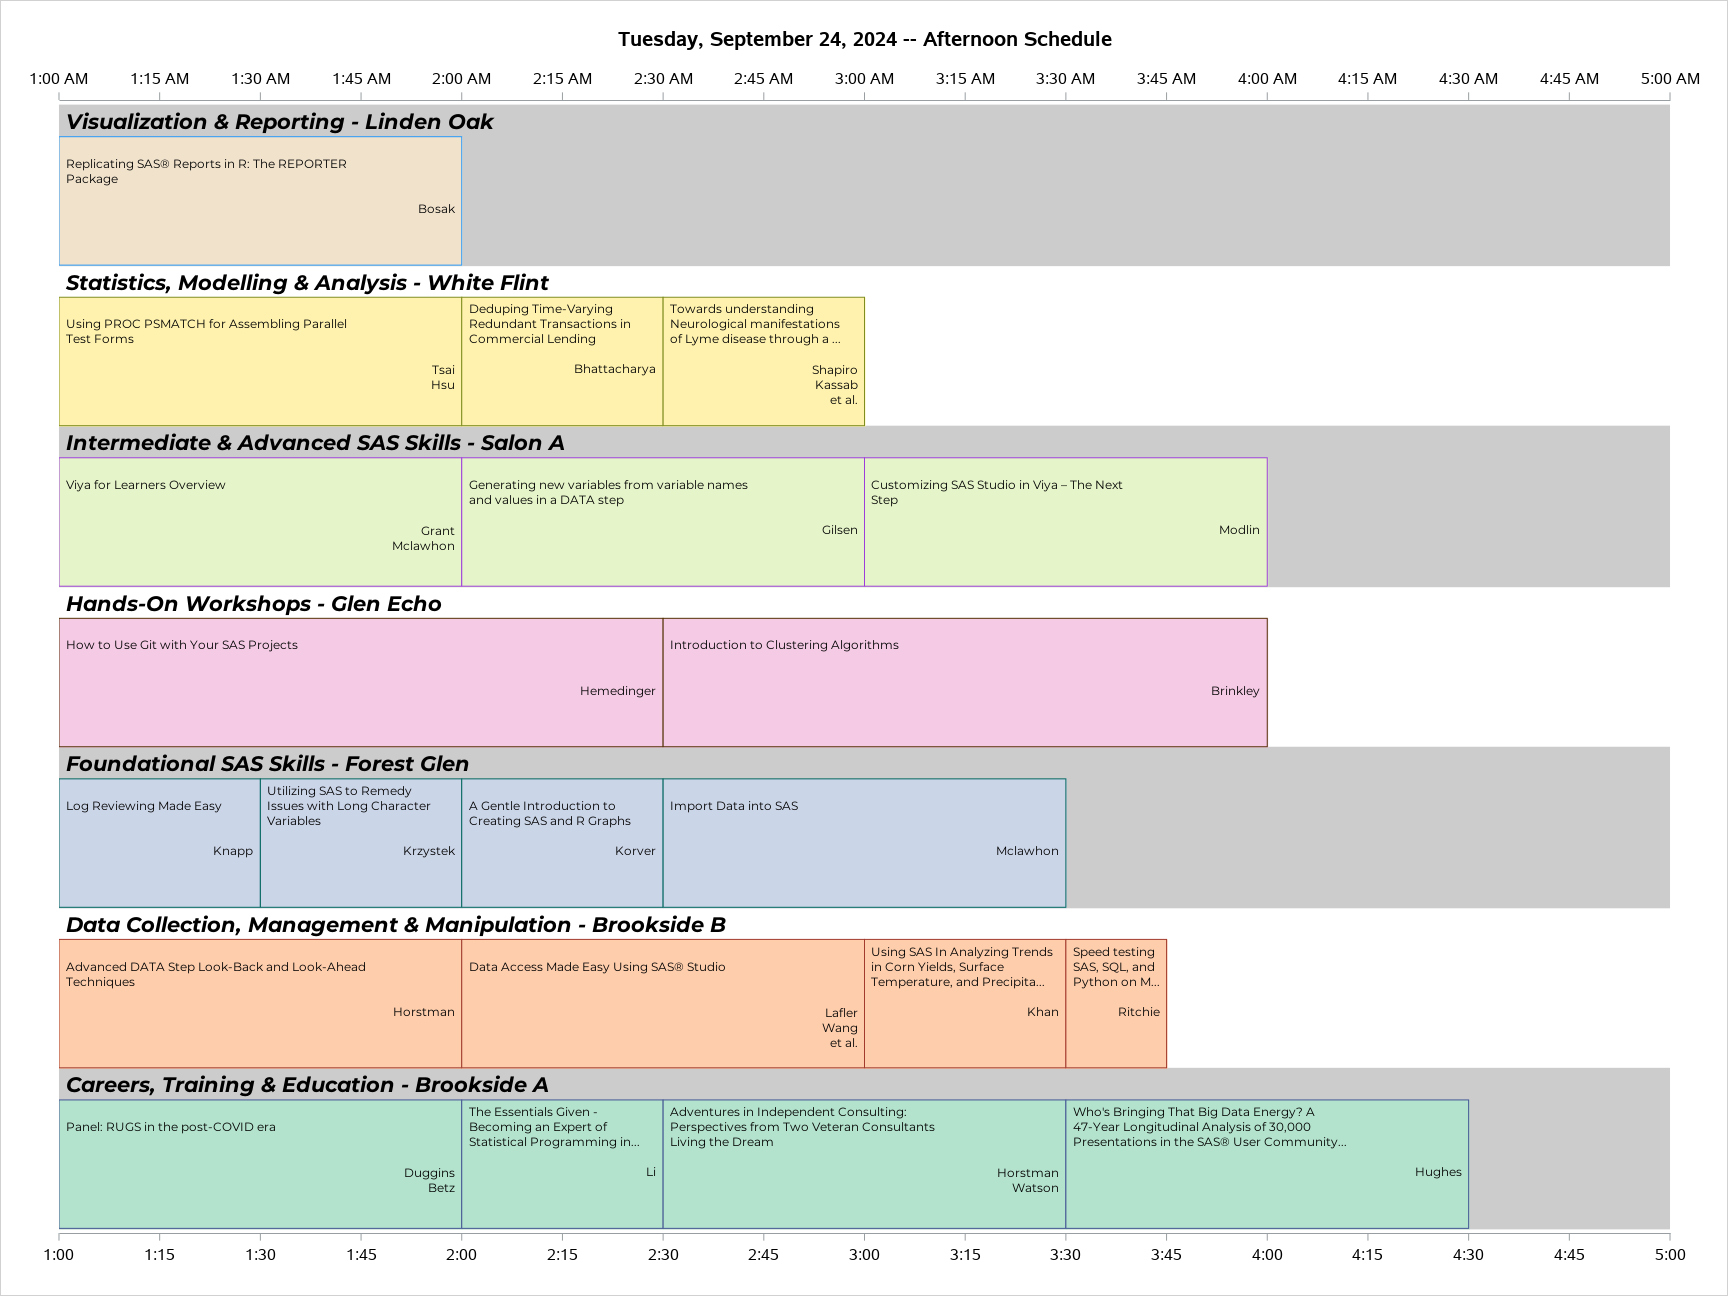 Tuesday, September 24, 2024 -- Afternoon Schedule
1:00 AM 1:15 AM 1:30 AM 1:45 AM 2:00 AM 2:15 AM 2:30 AM 2:45 AM 3:00 AM 3:15 AM 3:30 AM 3:45 AM 4:00 AM 4:15 AM 4:30 AM 4:45 AM 5:00 AM
Visualization & Reporting - Linden Oak
Replicating SAS® Reports in R: The REPORTER
Package
Bosak
Statistics, Modelling & Analysis - White Flint
Using PROC PSMATCH for Assembling Parallel
Test Forms
Tsai
Hsu
Deduping Time-Varying
Redundant Transactions in
Commercial Lending
Bhattacharya
Towards understanding
Neurological manifestations
of Lyme disease through a ...
Shapiro
Kassab
et al.
Intermediate & Advanced SAS Skills - Salon A
Viya for Learners Overview
Grant
Mclawhon
Generating new variables from variable names
and values in a DATA step
Gilsen
Customizing SAS Studio in Viya – The Next
Step
Modlin
Hands-On Workshops - Glen Echo
How to Use Git with Your SAS Projects
Hemedinger
Introduction to Clustering Algorithms
Brinkley
Foundational SAS Skills - Forest Glen
Log Reviewing Made Easy
Knapp
Utilizing SAS to Remedy
Issues with Long Character
Variables
Krzystek
A Gentle Introduction to
Creating SAS and R Graphs
Korver
Import Data into SAS
Mclawhon
Data Collection, Management & Manipulation - Brookside B
Advanced DATA Step Look-Back and Look-Ahead
Techniques
Horstman
Data Access Made Easy Using SAS® Studio
Lafler
Wang
et al.
Using SAS In Analyzing Trends
in Corn Yields, Surface
Temperature, and Precipita...
Khan
Speed testing
SAS, SQL, and
Python on M...
Ritchie
Careers, Training & Education - Brookside A
Panel: RUGS in the post-COVID era
Duggins
Betz
The Essentials Given -
Becoming an Expert of
Statistical Programming in...
Li
Adventures in Independent Consulting:
Perspectives from Two Veteran Consultants
Living the Dream
Horstman
Watson
Who's Bringing That Big Data Energy? A
47-Year Longitudinal Analysis of 30,000
Presentations in the SAS® User Community...
Hughes
1:00 1:15 1:30 1:45 2:00 2:15 2:30 2:45 3:00 3:15 3:30 3:45 4:00 4:15 4:30 4:45 5:00